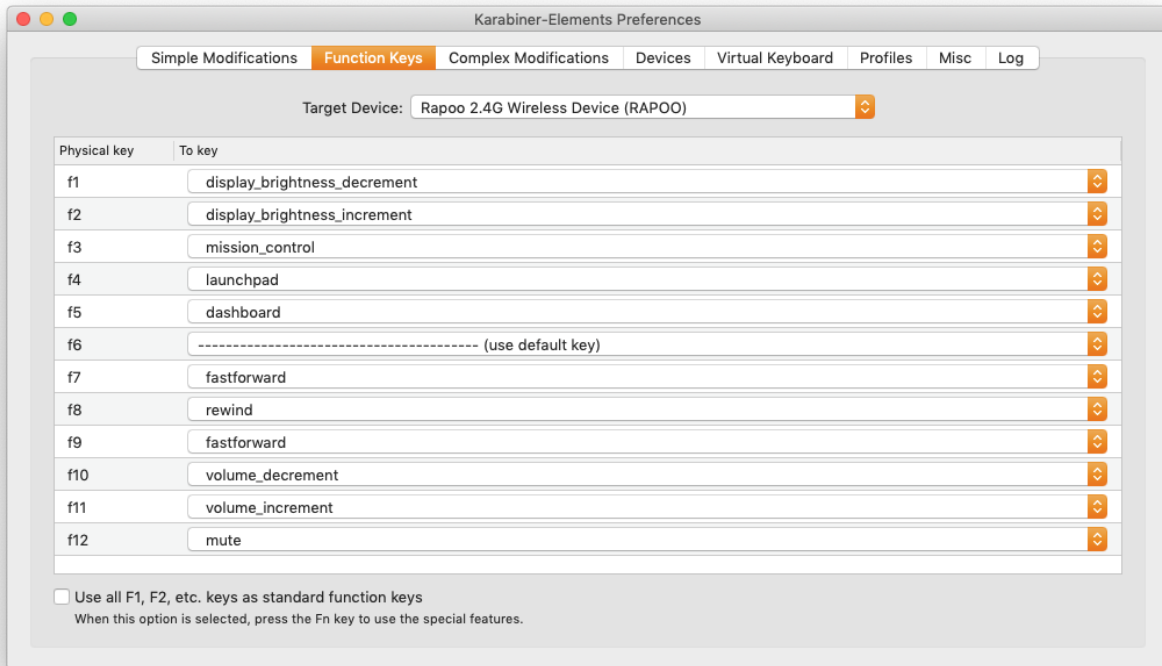 Karabiner-Elements Preferences
Simple Modifications Function Keys Complex Modifications Devices Virtual Keyboard Profiles Misc Log
Target Device: Rapoo 2.4G Wireless Device (RAPOO)
Physical key To key
f1 display_brightness_decrement
f2 display_brightness_increment
f3 mission_control
f4 launchpad
f5 dashboard
f6 ---------------------------------------- (use default key)
f7 fastforward
f8 rewind
f9 fastforward
f10 volume_decrement
f11 volume_increment
f12 mute
Use all F1, F2, etc. keys as standard function keys
When this option is selected, press the Fn key to use the special features.